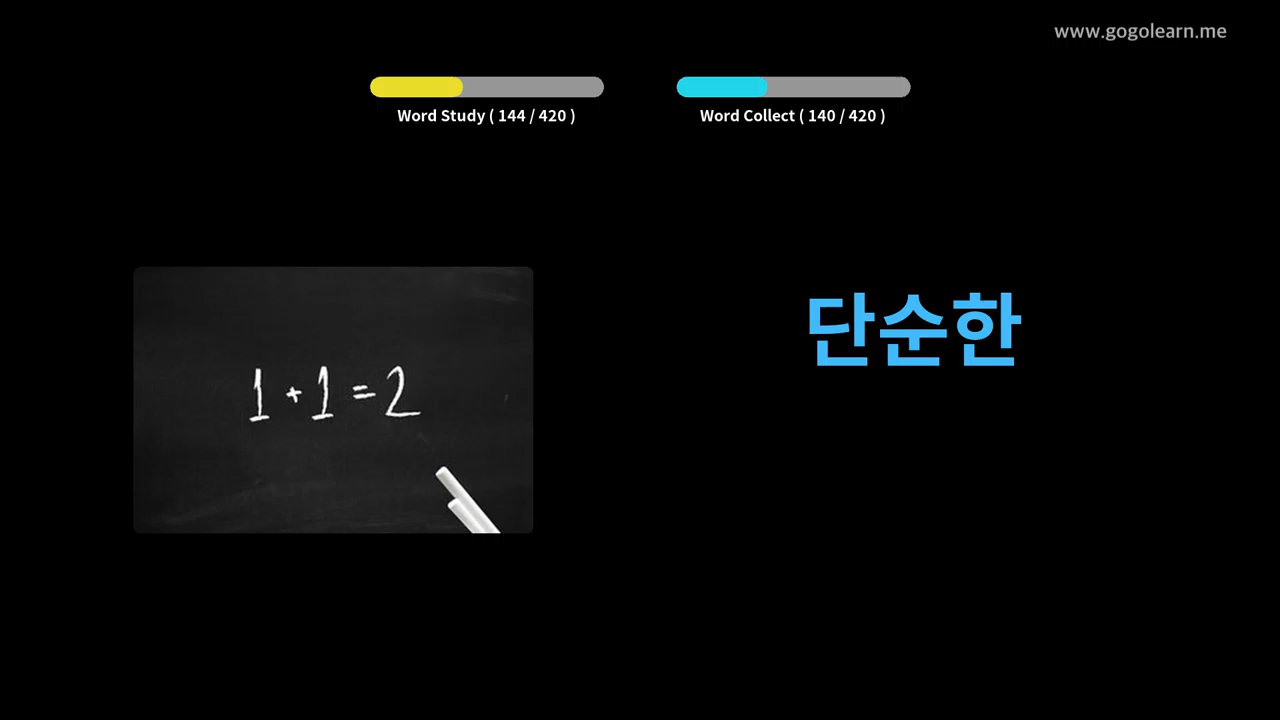 www.gogolearn.me
Word Study ( 144 / 420 )
Word Collect ( 140 / 420 )
1 + 1 = 2
단순한